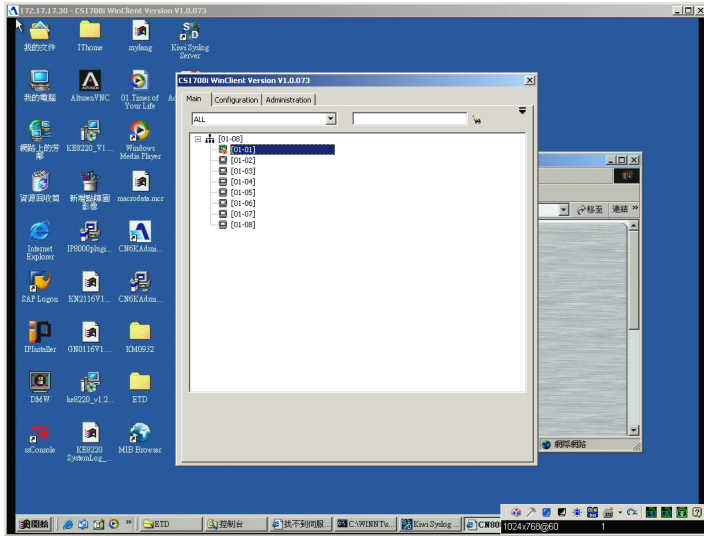 172.17.17.30 - CS1708i WinClient Version V1.0.073
我的文件
IThome
mylang
Kiwi Syslog
Server
我的電腦
AltusenVNC
01 Times of
Your Life
網路上的芳
鄰
KE8220_V1...
Windows
Media Player
資源回收筒
新增點陣圖
影像
macrodata.mcr
Internet
Explorer
IP8000plugi...
CN6KAdmi...
SAP Logon
KN2116V1...
CN6KAdmi...
IPInstaller
GN0116V1...
KM0932
DMW
ke8220_v1.2...
ETD
ssConsole
KE8220
SystemLog_...
MIB Browser
CS1708i WinClient Version V1.0.073
Main
Configuration
Administration
ALL
[01-08]
[01-01]
[01-02]
[01-03]
[01-04]
[01-05]
[01-06]
[01-07]
[01-08]
移至
連結 »
網際網路
開始
»
ETD
控制台
找不到伺服...
C:\WINNT\s...
Kiwi Syslog ...
CN80
1024x768@60
1